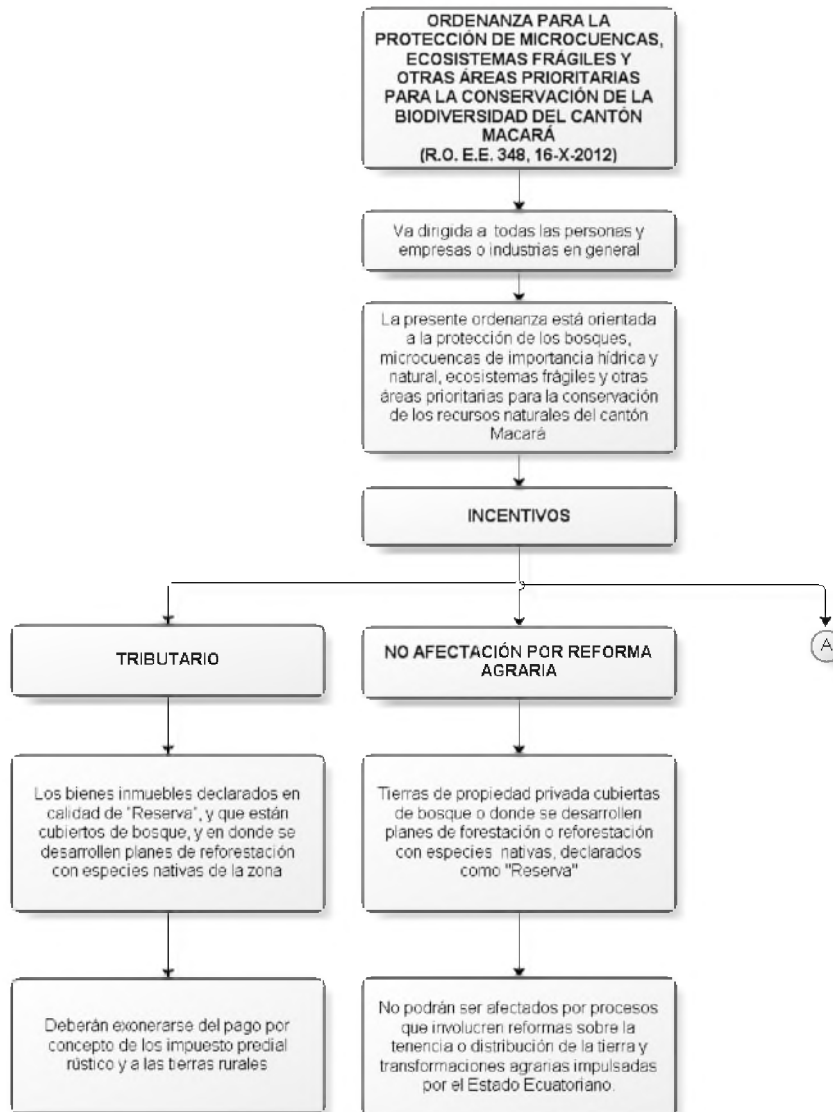 ORDENANZA PARA LA
PROTECCIÓN DE MICROCUENCAS,
ECOSISTEMAS FRÁGILES Y
OTRAS ÁREAS PRIORITARIAS
PARA LA CONSERVACIÓN DE LA
BIODIVERSIDAD DEL CANTÓN
MACARÁ
(R.O. E.E. 348, 16-X-2012)
Va dirigida a todas las personas y
empresas o industrias en general
La presente ordenanza está orientada
a la protección de los bosques,
microcuencas de importancia hídrica y
natural, ecosistemas frágiles y otras
áreas prioritarias para la conservación
de los recursos naturales del cantón
Macará
INCENTIVOS
TRIBUTARIO
Los bienes inmuebles declarados en
calidad de "Reserva", y que están
cubiertos de bosque, y en donde se
desarrollen planes de reforestación
con especies nativas de la zona
Deberán exonerarse del pago por
concepto de los impuesto predial
rústico y a las tierras rurales
NO AFECTACIÓN POR REFORMA
AGRARIA
Tierras de propiedad privada cubiertas
de bosque o donde se desarrollen
planes de forestación o reforestación
con especies nativas, declarados
como "Reserva"
No podrán ser afectados por procesos
que involucren reformas sobre la
tenencia o distribución de la tierra y
transformaciones agrarias impulsadas
por el Estado Ecuatoriano.
A